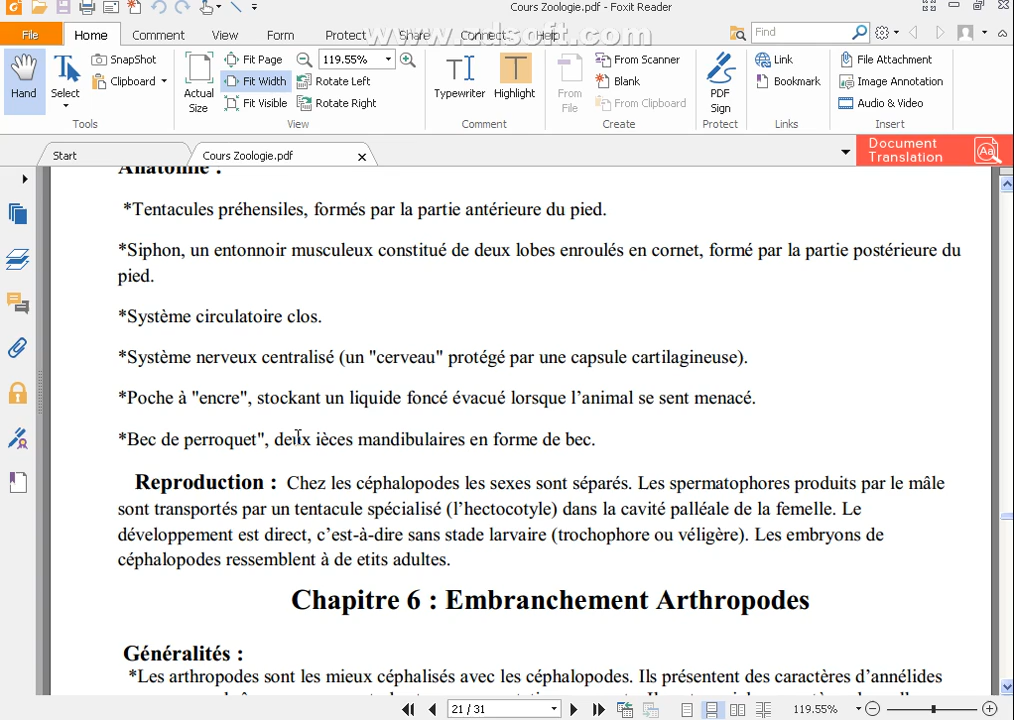 Cours Zoologie.pdf - Foxit Reader
File Home Comment View Form Protect Share Connect Help Find
www.rdlsoft.com
Hand
Select
SnapShot
Clipboard
Tools
Actual Size
Fit Page
Fit Width
Fit Visible
119.55%
Rotate Left
Rotate Right
View
Typewriter
Highlight
Comment
From File
From Scanner
Blank
From Clipboard
Create
PDF Sign
Protect
Link
Bookmark
Links
File Attachment
Image Annotation
Audio & Video
Insert
Start
Cours Zoologie.pdf
Document Translation
Anatomie :
*Tentacules préhensiles, formés par la partie antérieure du pied.
*Siphon, un entonnoir musculeux constitué de deux lobes enroulés en cornet, formé par la partie postérieure du
pied.
*Système circulatoire clos.
*Système nerveux centralisé (un "cerveau" protégé par une capsule cartilagineuse).
*Poche à "encre", stockant un liquide foncé évacué lorsque l’animal se sent menacé.
*Bec de perroquet", deux ièces mandibulaires en forme de bec.
Reproduction : Chez les céphalopodes les sexes sont séparés. Les spermatophores produits par le mâle
sont transportés par un tentacule spécialisé (l’hectocotyle) dans la cavité palléale de la femelle. Le
développement est direct, c’est-à-dire sans stade larvaire (trochophore ou véligère). Les embryons de
céphalopodes ressemblent à de etits adultes.
Chapitre 6 : Embranchement Arthropodes
Généralités :
*Les arthropodes sont les mieux céphalisés avec les céphalopodes. Ils présentent des caractères d’annélides
21 / 31
119.55%